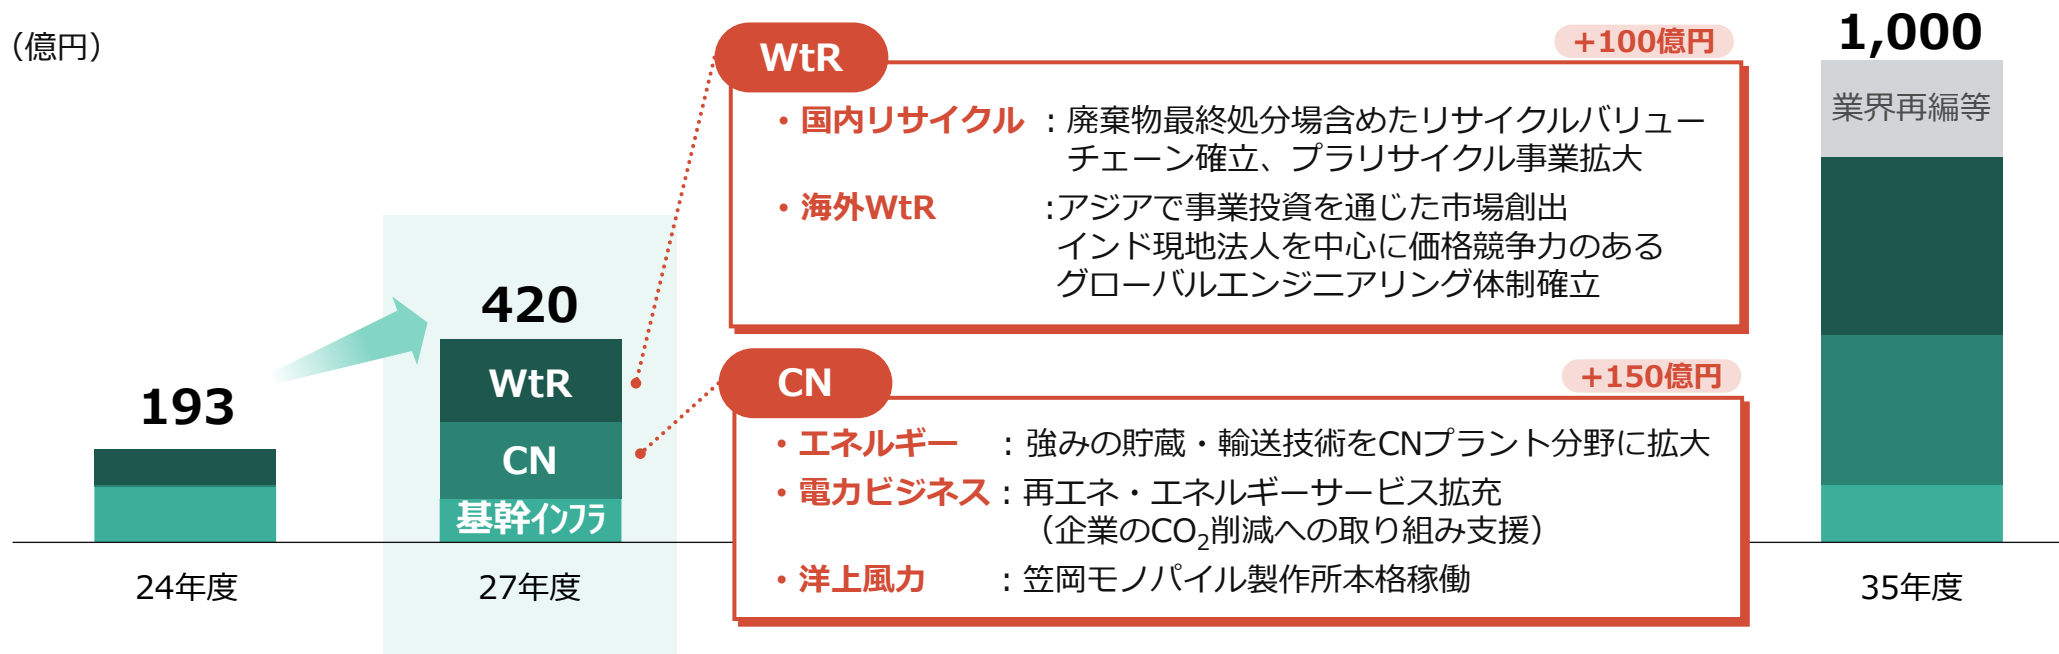 （億円）
193
24年度
420
WtR
CN
基幹インフラ
27年度
WtR
+100億円
・国内リサイクル ：廃棄物最終処分場含めたリサイクルバリュー
チェーン確立、プラリサイクル事業拡大
・海外WtR :アジアで事業投資を通じた市場創出
インド現地法人を中心に価格競争力のある
グローバルエンジニアリング体制確立
CN
+150億円
・エネルギー ：強みの貯蔵・輸送技術をCNプラント分野に拡大
・電力ビジネス：再エネ・エネルギーサービス拡充
（企業のCO₂削減への取り組み支援）
・洋上風力 ：笠岡モノパイル製作所本格稼働
1,000
業界再編等
35年度